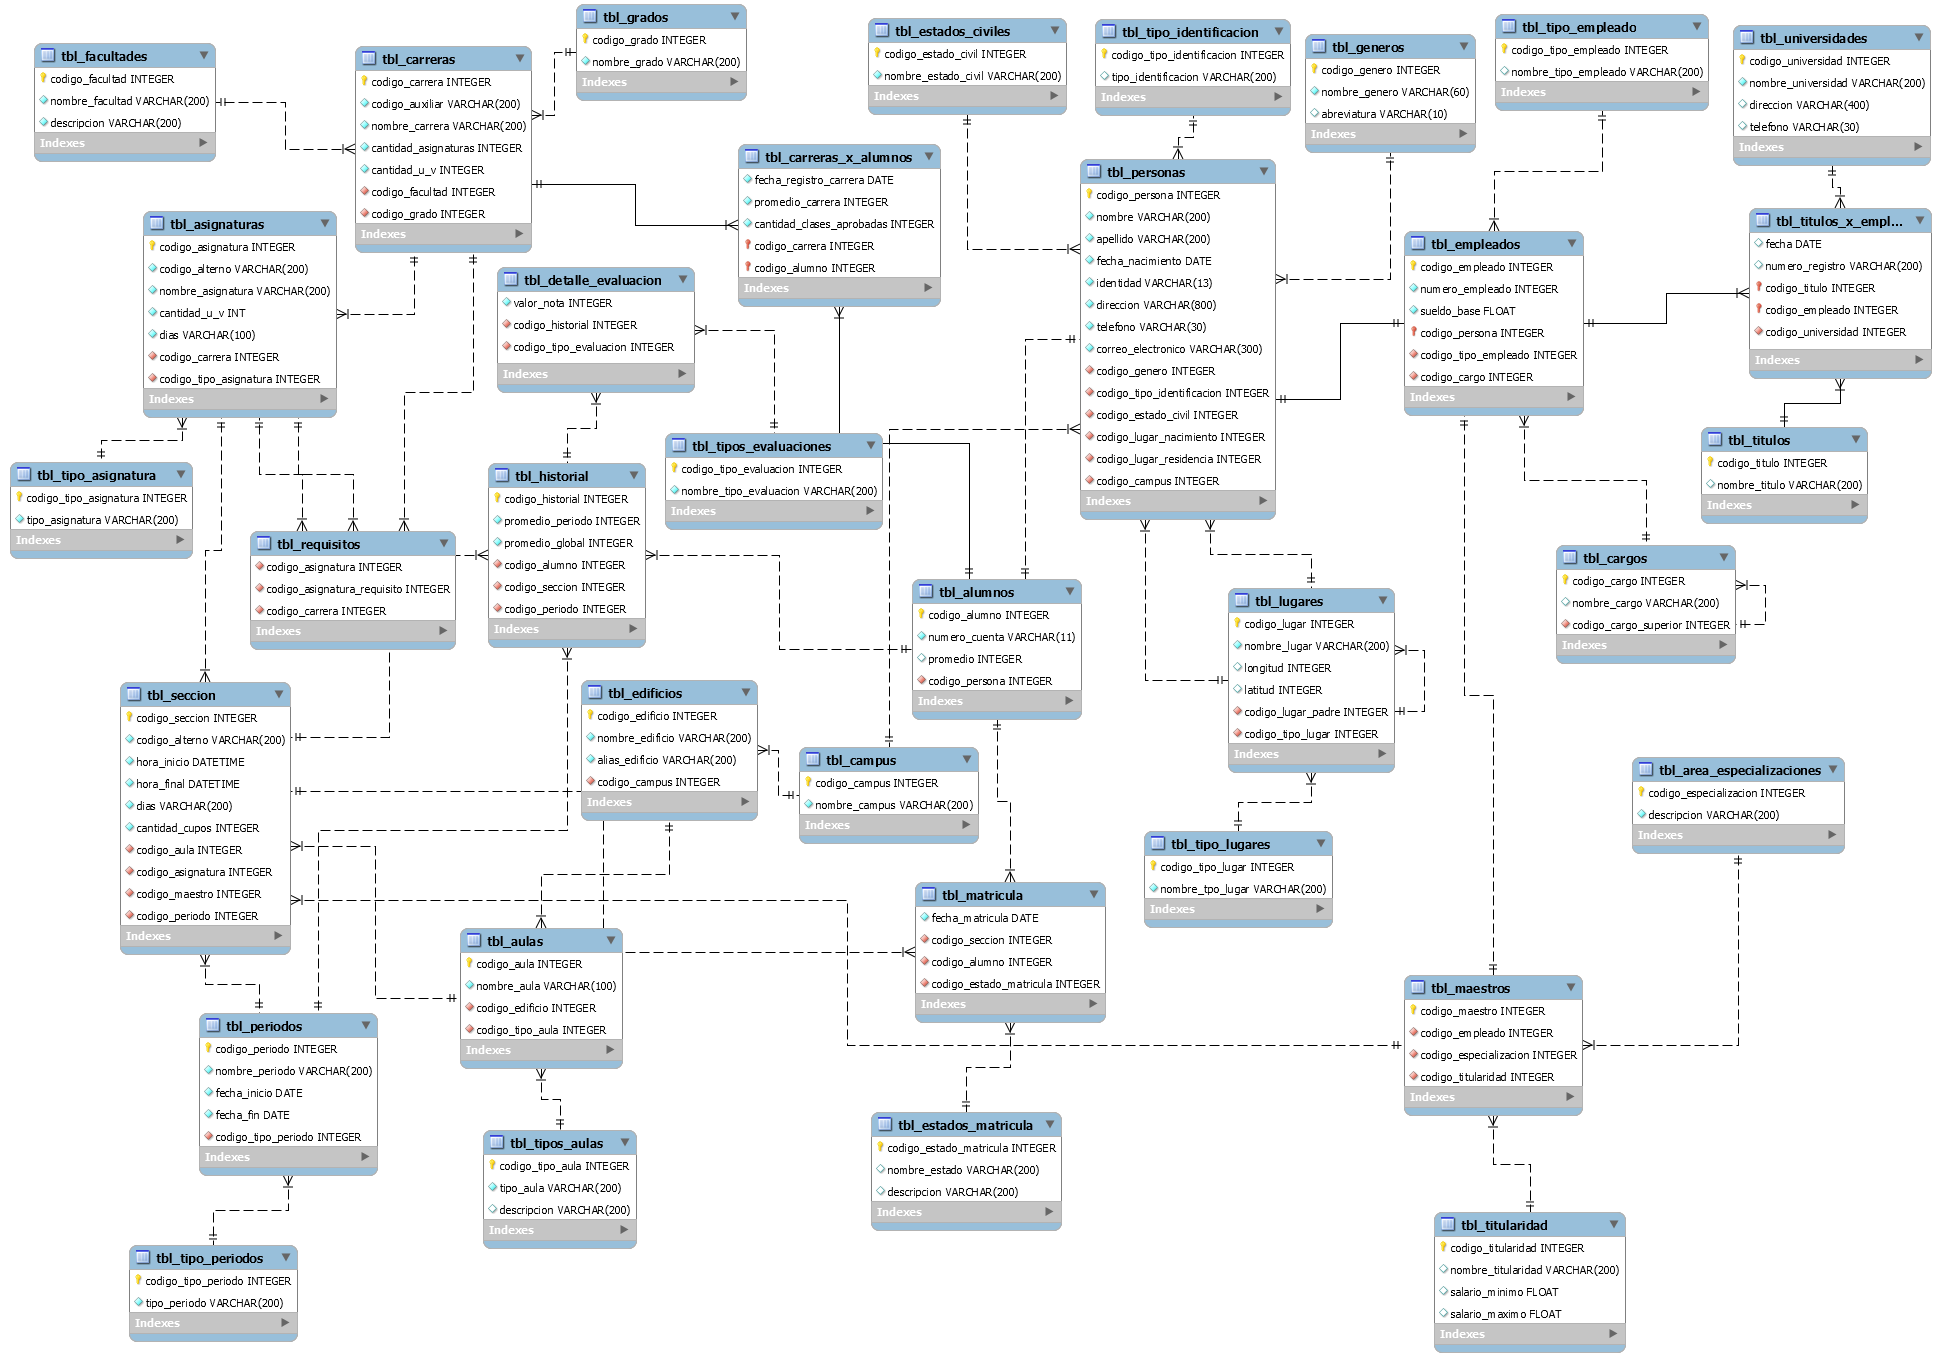 tbl_grados
codigo_grado INTEGER
nombre_grado VARCHAR(200)
Indexes
tbl_estados_civiles
codigo_estado_civil INTEGER
nombre_estado_civil VARCHAR(200)
Indexes
tbl_tipo_identificacion
codigo_tipo_identificacion INTEGER
tipo_identificacion VARCHAR(200)
Indexes
tbl_generos
codigo_genero INTEGER
nombre_genero VARCHAR(60)
abreviatura VARCHAR(10)
Indexes
tbl_tipo_empleado
codigo_tipo_empleado INTEGER
nombre_tipo_empleado VARCHAR(200)
Indexes
tbl_universidades
codigo_universidad INTEGER
nombre_universidad VARCHAR(200)
direccion VARCHAR(400)
telefono VARCHAR(30)
Indexes
tbl_facultades
codigo_facultad INTEGER
nombre_facultad VARCHAR(200)
descripcion VARCHAR(200)
Indexes
tbl_carreras
codigo_carrera INTEGER
codigo_auxiliar VARCHAR(200)
nombre_carrera VARCHAR(200)
cantidad_asignaturas INTEGER
cantidad_u_v INTEGER
codigo_facultad INTEGER
codigo_grado INTEGER
Indexes
tbl_carreras_x_alumnos
fecha_registro_carrera DATE
promedio_carrera INTEGER
cantidad_clases_aprobadas INTEGER
codigo_carrera INTEGER
codigo_alumno INTEGER
Indexes
tbl_personas
codigo_persona INTEGER
nombre VARCHAR(200)
apellido VARCHAR(200)
fecha_nacimiento DATE
identidad VARCHAR(13)
direccion VARCHAR(800)
telefono VARCHAR(30)
correo_electronico VARCHAR(300)
codigo_genero INTEGER
codigo_tipo_identificacion INTEGER
codigo_estado_civil INTEGER
codigo_lugar_nacimiento INTEGER
codigo_lugar_residencia INTEGER
codigo_campus INTEGER
Indexes
tbl_empleados
codigo_empleado INTEGER
numero_empleado INTEGER
sueldo_base FLOAT
codigo_persona INTEGER
codigo_tipo_empleado INTEGER
codigo_cargo INTEGER
Indexes
tbl_titulos_x_empl...
fecha DATE
numero_registro VARCHAR(200)
codigo_titulo INTEGER
codigo_empleado INTEGER
codigo_universidad INTEGER
Indexes
tbl_asignaturas
codigo_asignatura INTEGER
codigo_alterno VARCHAR(200)
nombre_asignatura VARCHAR(200)
cantidad_u_v INT
dias VARCHAR(100)
codigo_carrera INTEGER
codigo_tipo_asignatura INTEGER
Indexes
tbl_detalle_evaluacion
valor_nota INTEGER
codigo_historial INTEGER
codigo_tipo_evaluacion INTEGER
Indexes
tbl_tipos_evaluaciones
codigo_tipo_evaluacion INTEGER
nombre_tipo_evaluacion VARCHAR(200)
Indexes
tbl_titulos
codigo_titulo INTEGER
nombre_titulo VARCHAR(200)
Indexes
tbl_tipo_asignatura
codigo_tipo_asignatura INTEGER
tipo_asignatura VARCHAR(200)
Indexes
tbl_historial
codigo_historial INTEGER
promedio_periodo INTEGER
promedio_global INTEGER
codigo_alumno INTEGER
codigo_seccion INTEGER
codigo_periodo INTEGER
Indexes
tbl_requisitos
codigo_asignatura INTEGER
codigo_asignatura_requisito INTEGER
codigo_carrera INTEGER
Indexes
tbl_alumnos
codigo_alumno INTEGER
numero_cuenta VARCHAR(11)
promedio INTEGER
codigo_persona INTEGER
Indexes
tbl_lugares
codigo_lugar INTEGER
nombre_lugar VARCHAR(200)
longitud INTEGER
latitud INTEGER
codigo_lugar_padre INTEGER
codigo_tipo_lugar INTEGER
Indexes
tbl_cargos
codigo_cargo INTEGER
nombre_cargo VARCHAR(200)
codigo_cargo_superior INTEGER
Indexes
tbl_seccion
codigo_seccion INTEGER
codigo_alterno VARCHAR(200)
hora_inicio DATETIME
hora_final DATETIME
dias VARCHAR(200)
cantidad_cupos INTEGER
codigo_aula INTEGER
codigo_asignatura INTEGER
codigo_maestro INTEGER
codigo_periodo INTEGER
Indexes
tbl_edificios
codigo_edificio INTEGER
nombre_edificio VARCHAR(200)
alias_edificio VARCHAR(200)
codigo_campus INTEGER
Indexes
tbl_campus
codigo_campus INTEGER
nombre_campus VARCHAR(200)
Indexes
tbl_tipo_lugares
codigo_tipo_lugar INTEGER
nombre_tpo_lugar VARCHAR(200)
Indexes
tbl_area_especializaciones
codigo_especializacion INTEGER
descripcion VARCHAR(200)
Indexes
tbl_aulas
codigo_aula INTEGER
nombre_aula VARCHAR(100)
codigo_edificio INTEGER
codigo_tipo_aula INTEGER
Indexes
tbl_matricula
fecha_matricula DATE
codigo_seccion INTEGER
codigo_alumno INTEGER
codigo_estado_matricula INTEGER
Indexes
tbl_maestros
codigo_maestro INTEGER
codigo_empleado INTEGER
codigo_especializacion INTEGER
codigo_titularidad INTEGER
Indexes
tbl_periodos
codigo_periodo INTEGER
nombre_periodo VARCHAR(200)
fecha_inicio DATE
fecha_fin DATE
codigo_tipo_periodo INTEGER
Indexes
tbl_tipos_aulas
codigo_tipo_aula INTEGER
tipo_aula VARCHAR(200)
descripcion VARCHAR(200)
Indexes
tbl_estados_matricula
codigo_estado_matricula INTEGER
nombre_estado VARCHAR(200)
descripcion VARCHAR(200)
Indexes
tbl_titularidad
codigo_titularidad INTEGER
nombre_titularidad VARCHAR(200)
salario_minimo FLOAT
salario_maximo FLOAT
Indexes
tbl_tipo_periodos
codigo_tipo_periodo INTEGER
tipo_periodo VARCHAR(200)
Indexes